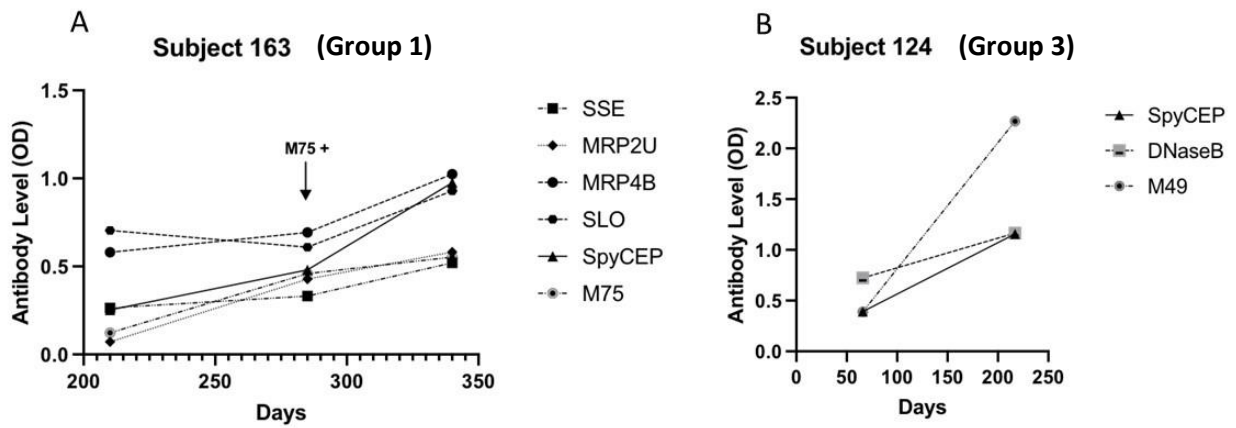 A
Subject 163 (Group 1)
Antibody Level (OD)
1.5
1.0
0.5
0.0
200
250
300
350
Days
M75 +
SSE
MRP2U
MRP4B
SLO
SpyCEP
M75
B
Subject 124 (Group 3)
Antibody Level (OD)
2.5
2.0
1.5
1.0
0.5
0.0
0
50
100
150
200
250
Days
SpyCEP
DNaseB
M49